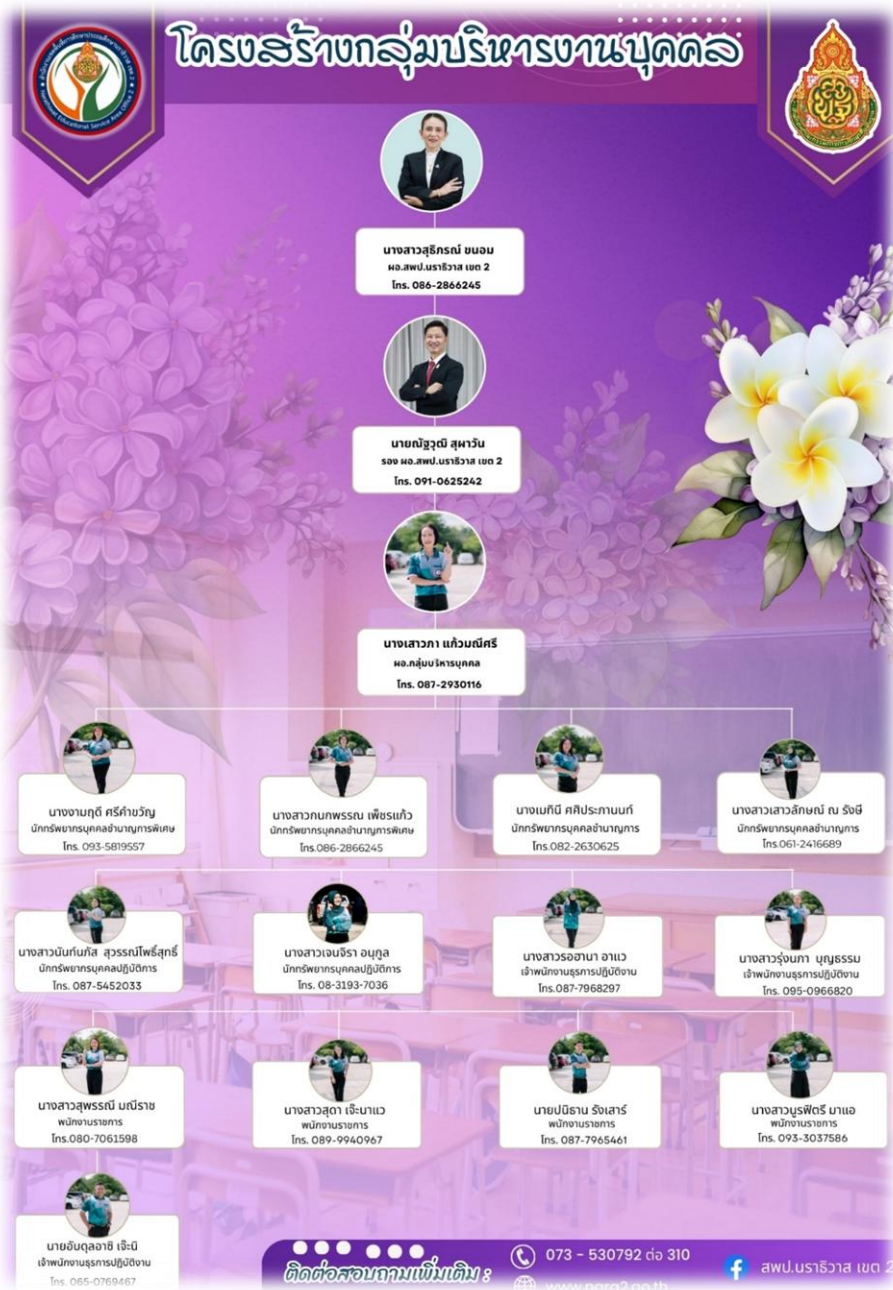 โครงสร้างกลุ่มบริหารงานบุคคล
นางสาวสุธิภรณ์ ขนอม
ผอ.สพป.นราธิวาส เขต 2
โทร. 086-2866245
นายณัฐวุฒิ สุผาวัน
รอง ผอ.สพป.นราธิวาส เขต 2
โทร. 091-0625242
นางเสาวภา แก้วมณีศรี
ผอ.กลุ่มบริหารบุคคล
โทร. 087-2930116
นางงามฤดี ศรีคำขวัญ
นักทรัพยากรบุคคลชำนาญการพิเศษ
โทร. 093-5819557
นางสาวกนกพรรณ เพ็ชรแก้ว
นักทรัพยากรบุคคลชำนาญการพิเศษ
โทร.086-2866245
นางเมทินี ศศิประภานนท์
นักทรัพยากรบุคคลชำนาญการ
โทร.082-2630625
นางสาวเสาวลักษณ์ ณ รังษี
นักทรัพยากรบุคคลชำนาญการ
โทร.061-2416689
นางสาวนันท์นภัส สุวรรณ์โพธิ์สุทธิ์
นักทรัพยากรบุคคลปฏิบัติการ
โทร. 087-5452033
นางสาวเจนจิรา อนุกูล
นักทรัพยากรบุคคลปฏิบัติการ
โทร. 08-3193-7036
นางสาวรอฮานา อาแว
เจ้าพนักงานธุรการปฏิบัติงาน
โทร.087-7968297
นางสาวรุ่งนภา บุญธรรม
เจ้าพนักงานธุรการปฏิบัติงาน
โทร. 095-0966820
นางสาวสุพรรณี มณีราช
พนักงานราชการ
โทร.080-7061598
นางสาวสุดา เจ๊ะนาแว
พนักงานราชการ
โทร. 089-9940967
นายปณิธาน รังเสาร์
พนักงานราชการ
โทร. 087-7965461
นางสาวนูรฟิตรี มาแอ
พนักงานราชการ
โทร. 093-3037586
นายอับดุลอาซิ เจ๊ะนิ
เจ้าพนักงานธุรการปฏิบัติงาน
โทร. 065-0769467
ติดต่อสอบถามเพิ่มเติม :
073 - 530792 ต่อ 310
www.nara2.go.th
สพป.นราธิวาส เขต 2